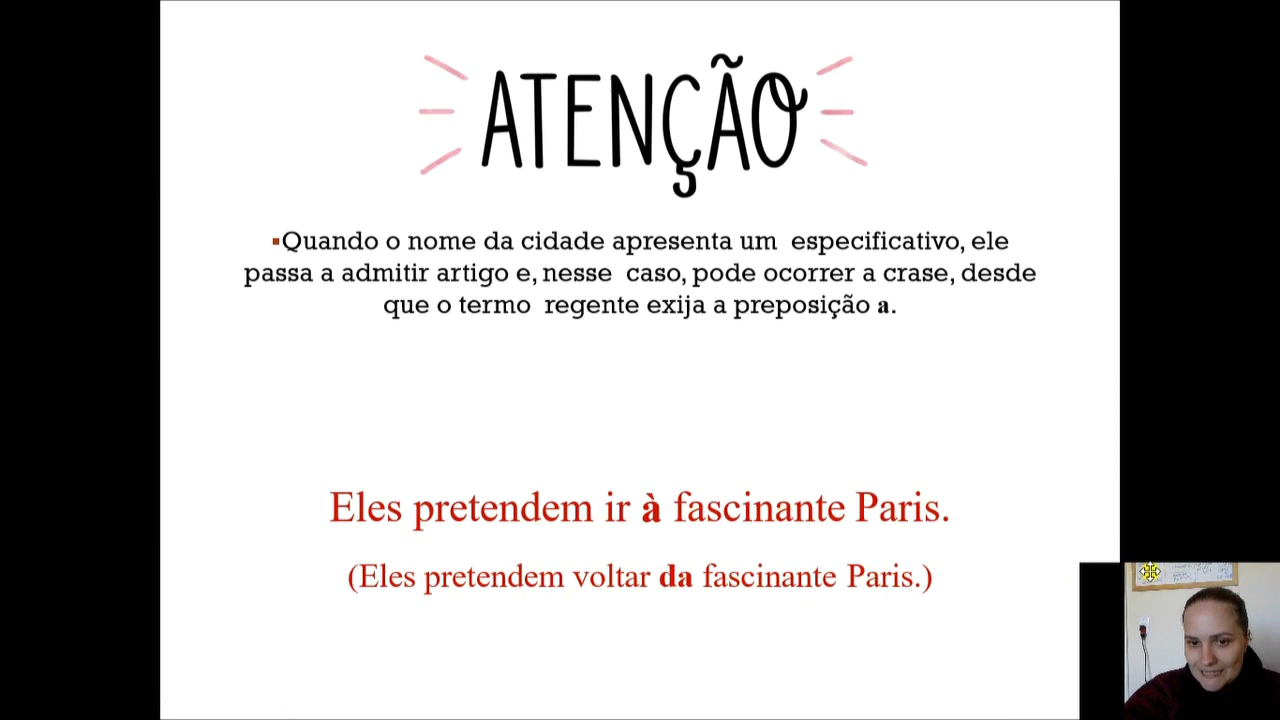 ATENÇÃO
▪Quando o nome da cidade apresenta um especificativo, ele
passa a admitir artigo e, nesse caso, pode ocorrer a crase, desde
que o termo regente exija a preposição a.
Eles pretendem ir à fascinante Paris.
(Eles pretendem voltar da fascinante Paris.)